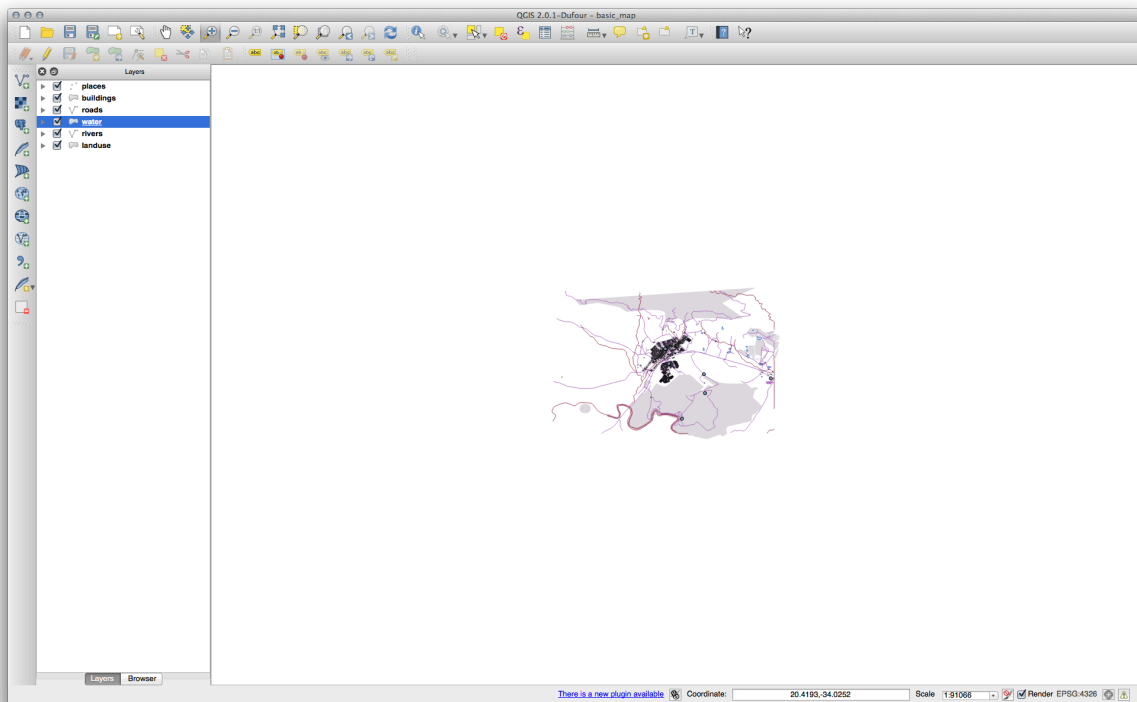 QGIS 2.0.1-Dufour - basic_map
Layers
places
buildings
roads
water
rivers
landuse
Layers Browser
There is a new plugin available Coordinate: 20.4193,-34.0252 Scale 1:91066 Render EPSG:4326